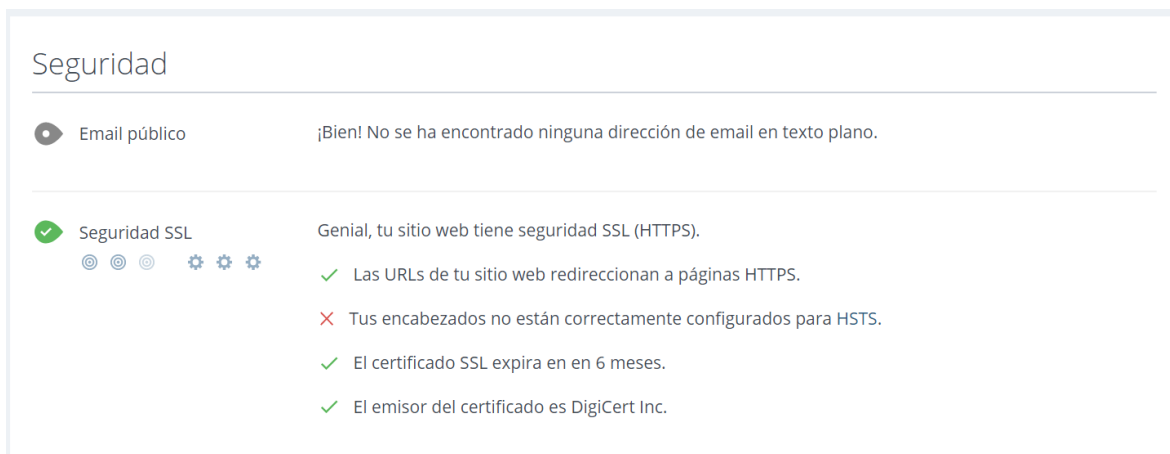 Seguridad
Email público
¡Bien! No se ha encontrado ninguna dirección de email en texto plano.
Seguridad SSL
Genial, tu sitio web tiene seguridad SSL (HTTPS).
Las URLs de tu sitio web redireccionan a páginas HTTPS.
Tus encabezados no están correctamente configurados para HSTS.
El certificado SSL expira en en 6 meses.
El emisor del certificado es DigiCert Inc.